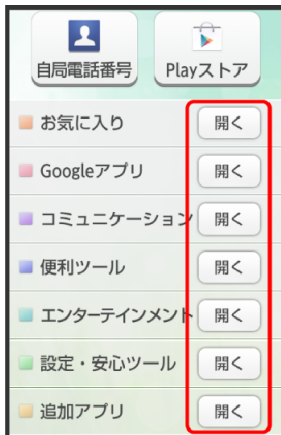 自局電話番号
Playストア
お気に入り 開く
Googleアプリ 開く
コミュニケーション 開く
便利ツール 開く
エンターテインメント 開く
設定・安心ツール 開く
追加アプリ 開く